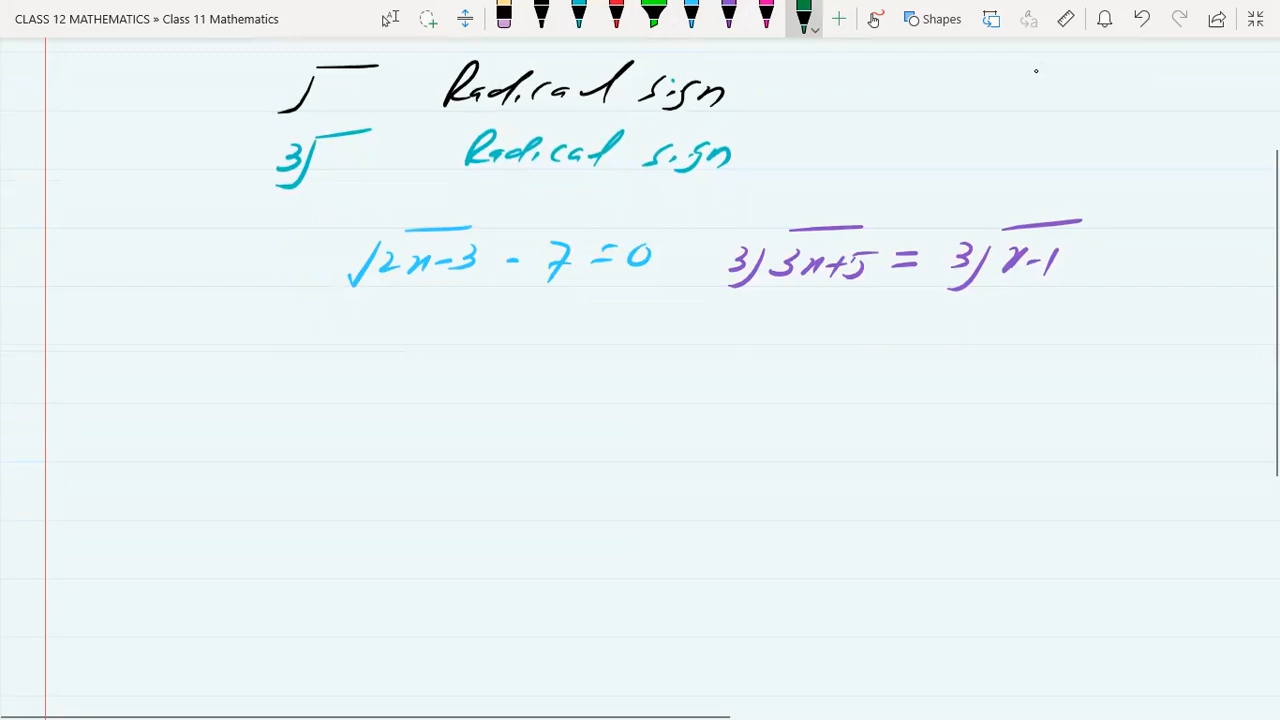 CLASS 12 MATHEMATICS » Class 11 Mathematics
Shapes
√ Radical sign
3√ Radical sign
√2x-3 - 7 = 0 3√3x+5 = 3√x-1